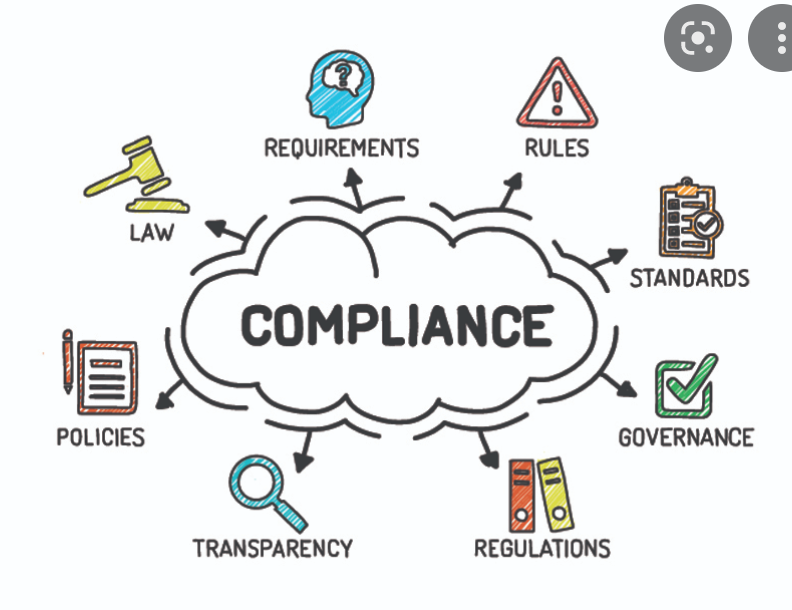 REQUIREMENTS
RULES
LAW
STANDARDS
COMPLIANCE
POLICIES
GOVERNANCE
TRANSPARENCY
REGULATIONS